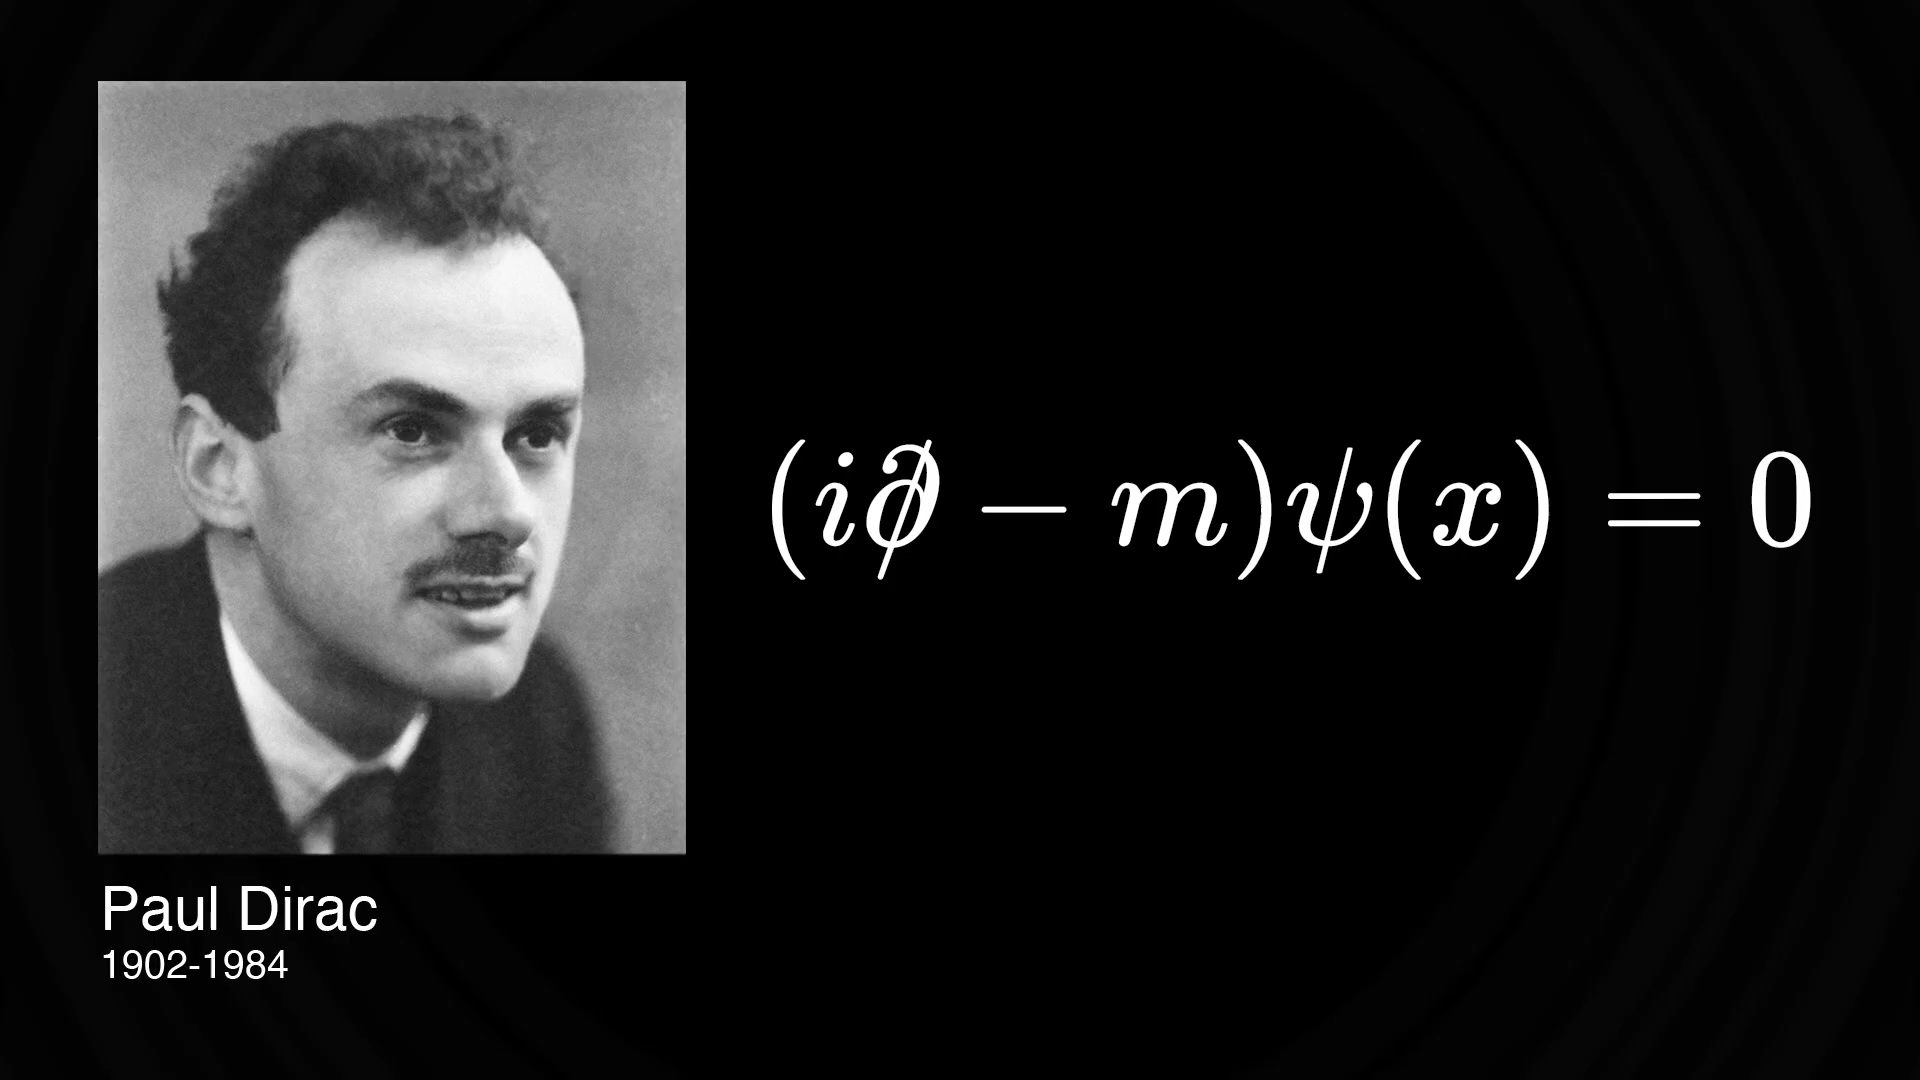 (i∂̸ − m)ψ(x) = 0
Paul Dirac
1902-1984